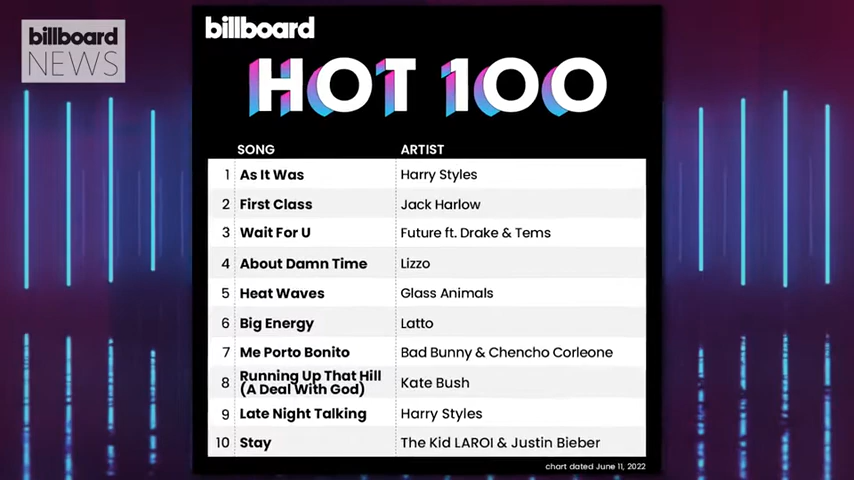 billboard
NEWS
billboard
HOT 100
SONG ARTIST
1 As It Was Harry Styles
2 First Class Jack Harlow
3 Wait For U Future ft. Drake & Tems
4 About Damn Time Lizzo
5 Heat Waves Glass Animals
6 Big Energy Latto
7 Me Porto Bonito Bad Bunny & Chencho Corleone
8 Running Up That Hill
(A Deal With God) Kate Bush
9 Late Night Talking Harry Styles
10 Stay The Kid LAROI & Justin Bieber
chart dated June 11, 2022